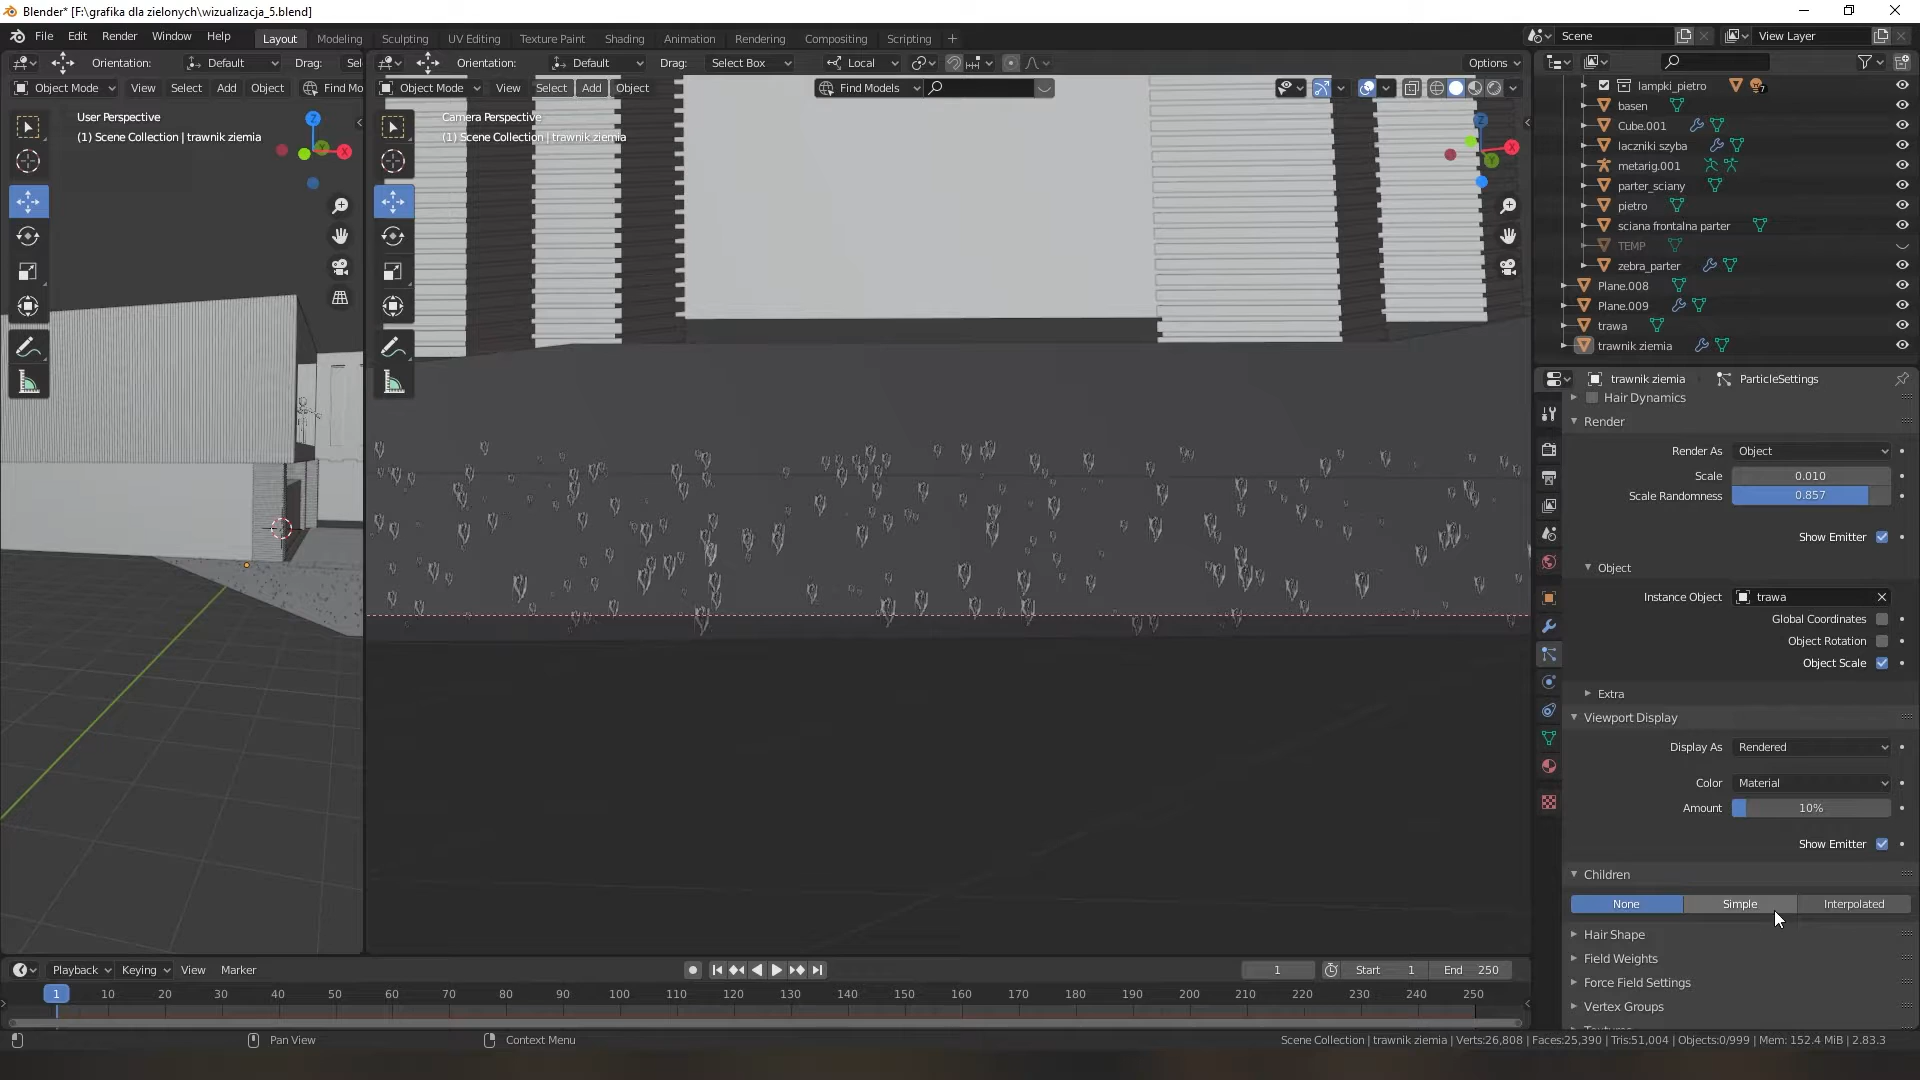 Blender* [F:\grafika dla zielonych\wizualizacja_5.blend]
File Edit Render Window Help
Layout Modeling Sculpting UV Editing Texture Paint Shading Animation Rendering Compositing Scripting +
Scene
View Layer
Orientation: Default Drag: Sel
Orientation: Default Drag: Select Box Local Options
Object Mode View Select Add Object Find Mo
Object Mode View Select Add Object Find Models
User Perspective
(1) Scene Collection | trawnik ziemia
Camera Perspective
(1) Scene Collection | trawnik ziemia
Z
X
Y
Z
X
Y
lampki_pietro 7
basen
Cube.001
laczniki szyba
metarig.001
parter_sciany
pietro
sciana frontalna parter
TEMP
zebra_parter
Plane.008
Plane.009
trawa
trawnik ziemia
trawnik ziemia ParticleSettings
Hair Dynamics
Render
Render As Object
Scale 0.010
Scale Randomness 0.857
Show Emitter
Object
Instance Object trawa
Global Coordinates
Object Rotation
Object Scale
Extra
Viewport Display
Display As Rendered
Color Material
Amount 10%
Show Emitter
Children
None Simple Interpolated
Hair Shape
Field Weights
Force Field Settings
Vertex Groups
Playback Keying View Marker
1 Start 1 End 250
1 10 20 30 40 50 60 70 80 90 100 110 120 130 140 150 160 170 180 190 200 210 220 230 240 250
Pan View Context Menu
Scene Collection | trawnik ziemia | Verts:26,808 | Faces:25,390 | Tris:51,004 | Objects:0/999 | Mem: 152.4 MiB | 2.83.3